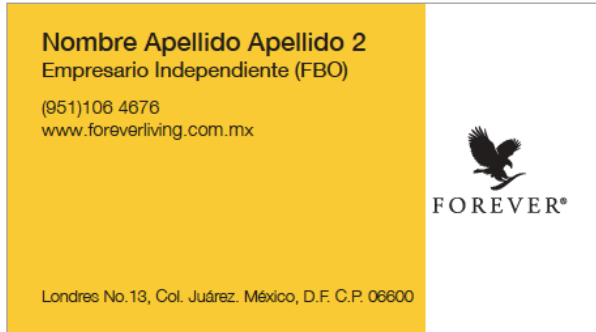 Nombre Apellido Apellido 2
Empresario Independiente (FBO)
(951)106 4676
www.foreverliving.com.mx
FOREVER®
Londres No.13, Col. Juárez. México, D.F. C.P. 06600